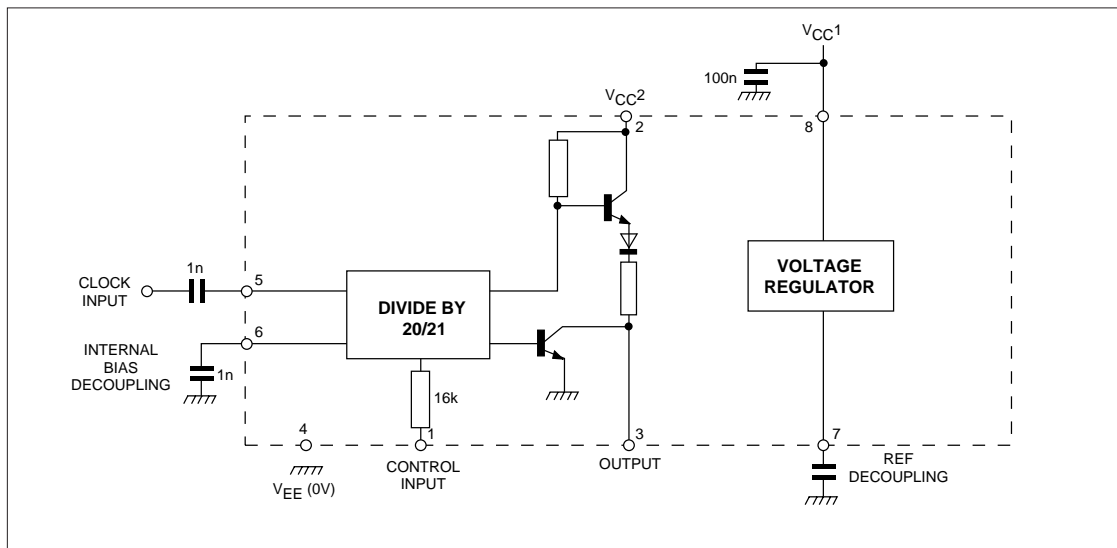 VCC1
100n
VCC2
2
8
1n
CLOCK
INPUT
5
DIVIDE BY
20/21
VOLTAGE
REGULATOR
6
INTERNAL
BIAS
DECOUPLING
1n
16k
4
1
3
7
VEE (0V)
CONTROL
INPUT
OUTPUT
REF
DECOUPLING